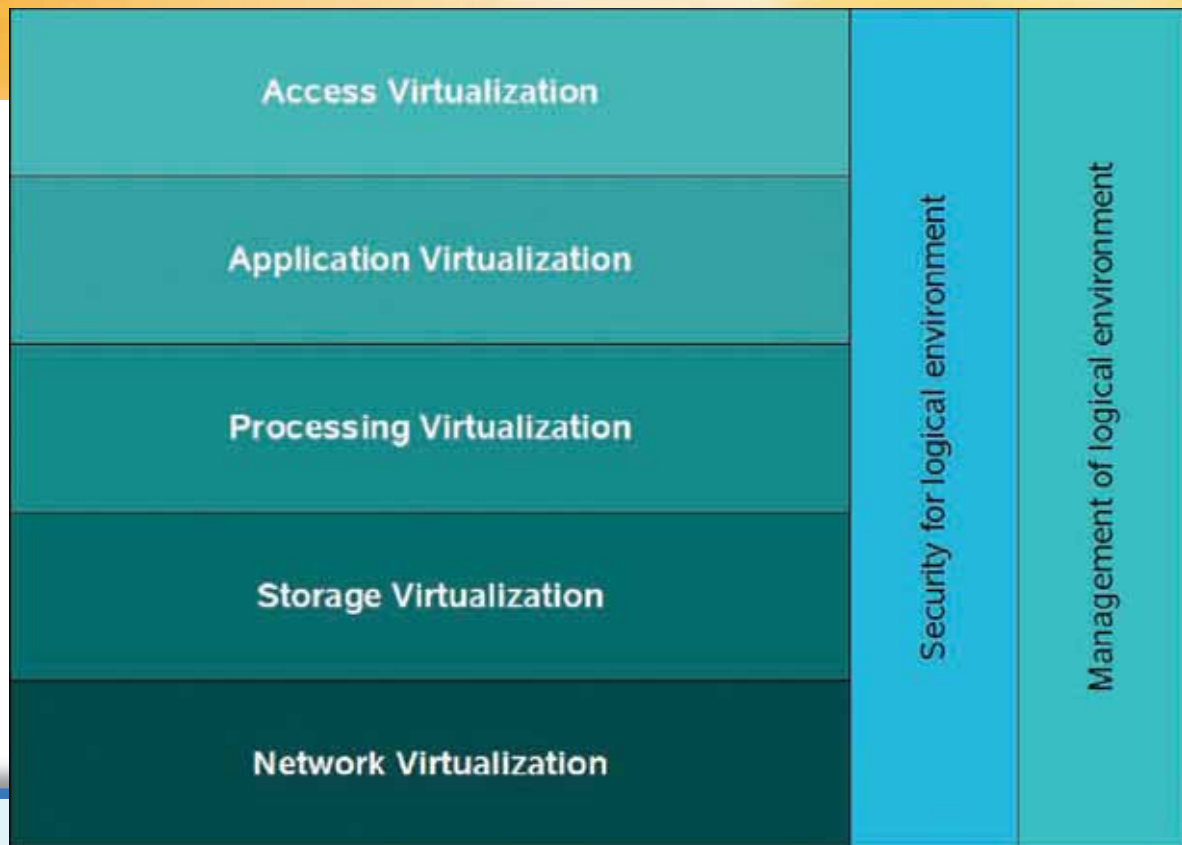 Access Virtualization
Application Virtualization
Processing Virtualization
Storage Virtualization
Network Virtualization
Security for logical environment
Management of logical environment